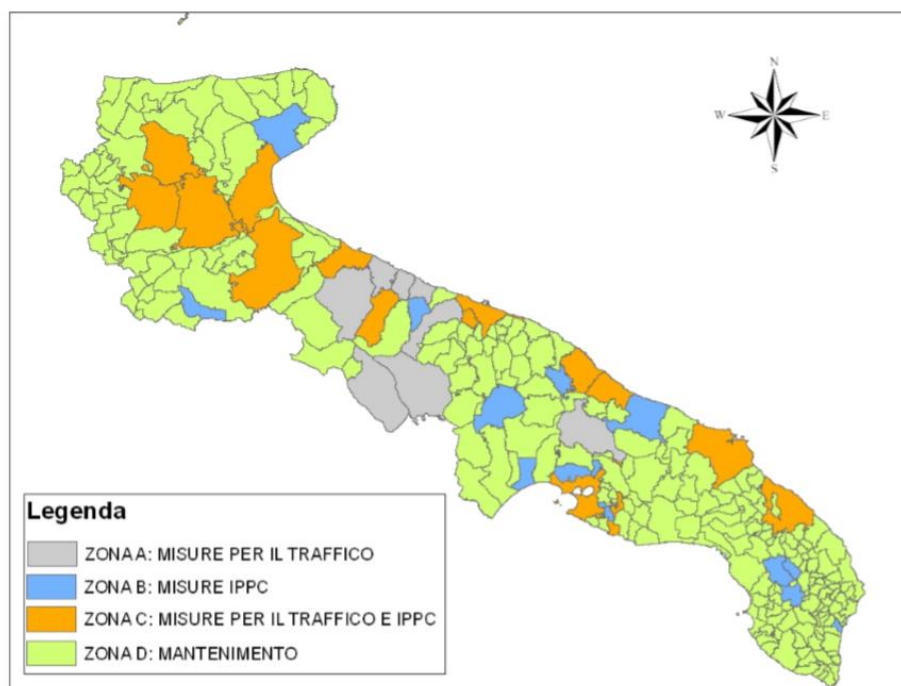 N
W E
S
Legenda
ZONA A: MISURE PER IL TRAFFICO
ZONA B: MISURE IPPC
ZONA C: MISURE PER IL TRAFFICO E IPPC
ZONA D: MANTENIMENTO